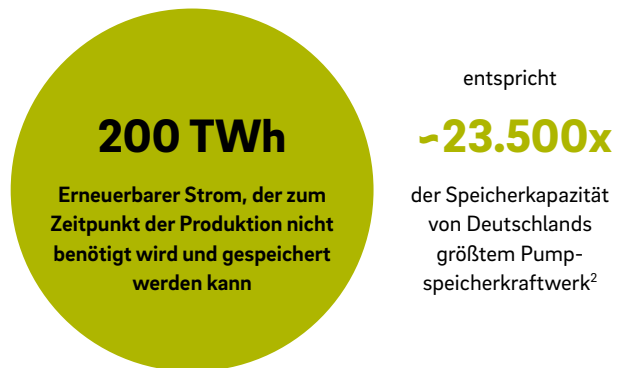 200 TWh
Erneuerbarer Strom, der zum
Zeitpunkt der Produktion nicht
benötigt wird und gespeichert
werden kann
entspricht
~23.500x
der Speicherkapazität
von Deutschlands
größtem Pump-
speicherkraftwerk²